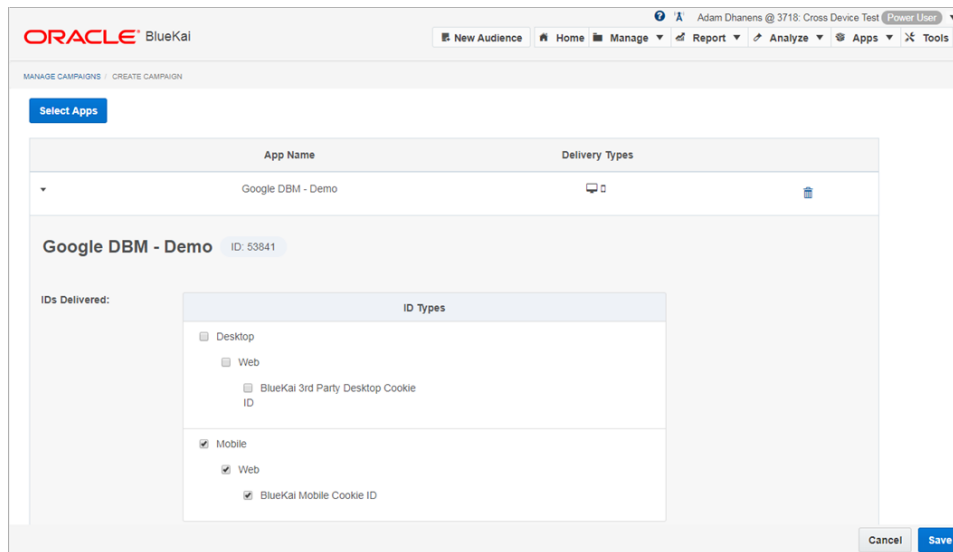 Adam Dhanens @ 3718: Cross Device Test Power User
ORACLE BlueKai
New Audience Home Manage Report Analyze Apps Tools
MANAGE CAMPAIGNS / CREATE CAMPAIGN
Select Apps
App Name Delivery Types
Google DBM - Demo
Google DBM - Demo ID: 53841
IDs Delivered:
ID Types
Desktop
Web
BlueKai 3rd Party Desktop Cookie
ID
Mobile
Web
BlueKai Mobile Cookie ID
Cancel Save